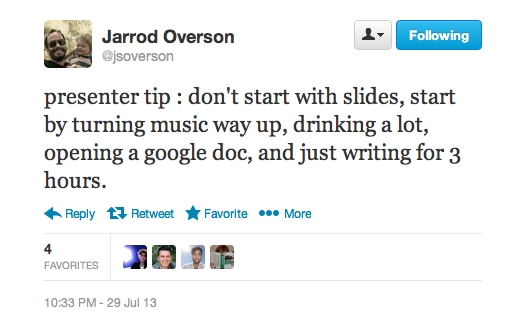 Jarrod Overson
@jsoverson
Following
presenter tip : don't start with slides, start
by turning music way up, drinking a lot,
opening a google doc, and just writing for 3
hours.
Reply Retweet Favorite More
4
FAVORITES
10:33 PM - 29 Jul 13